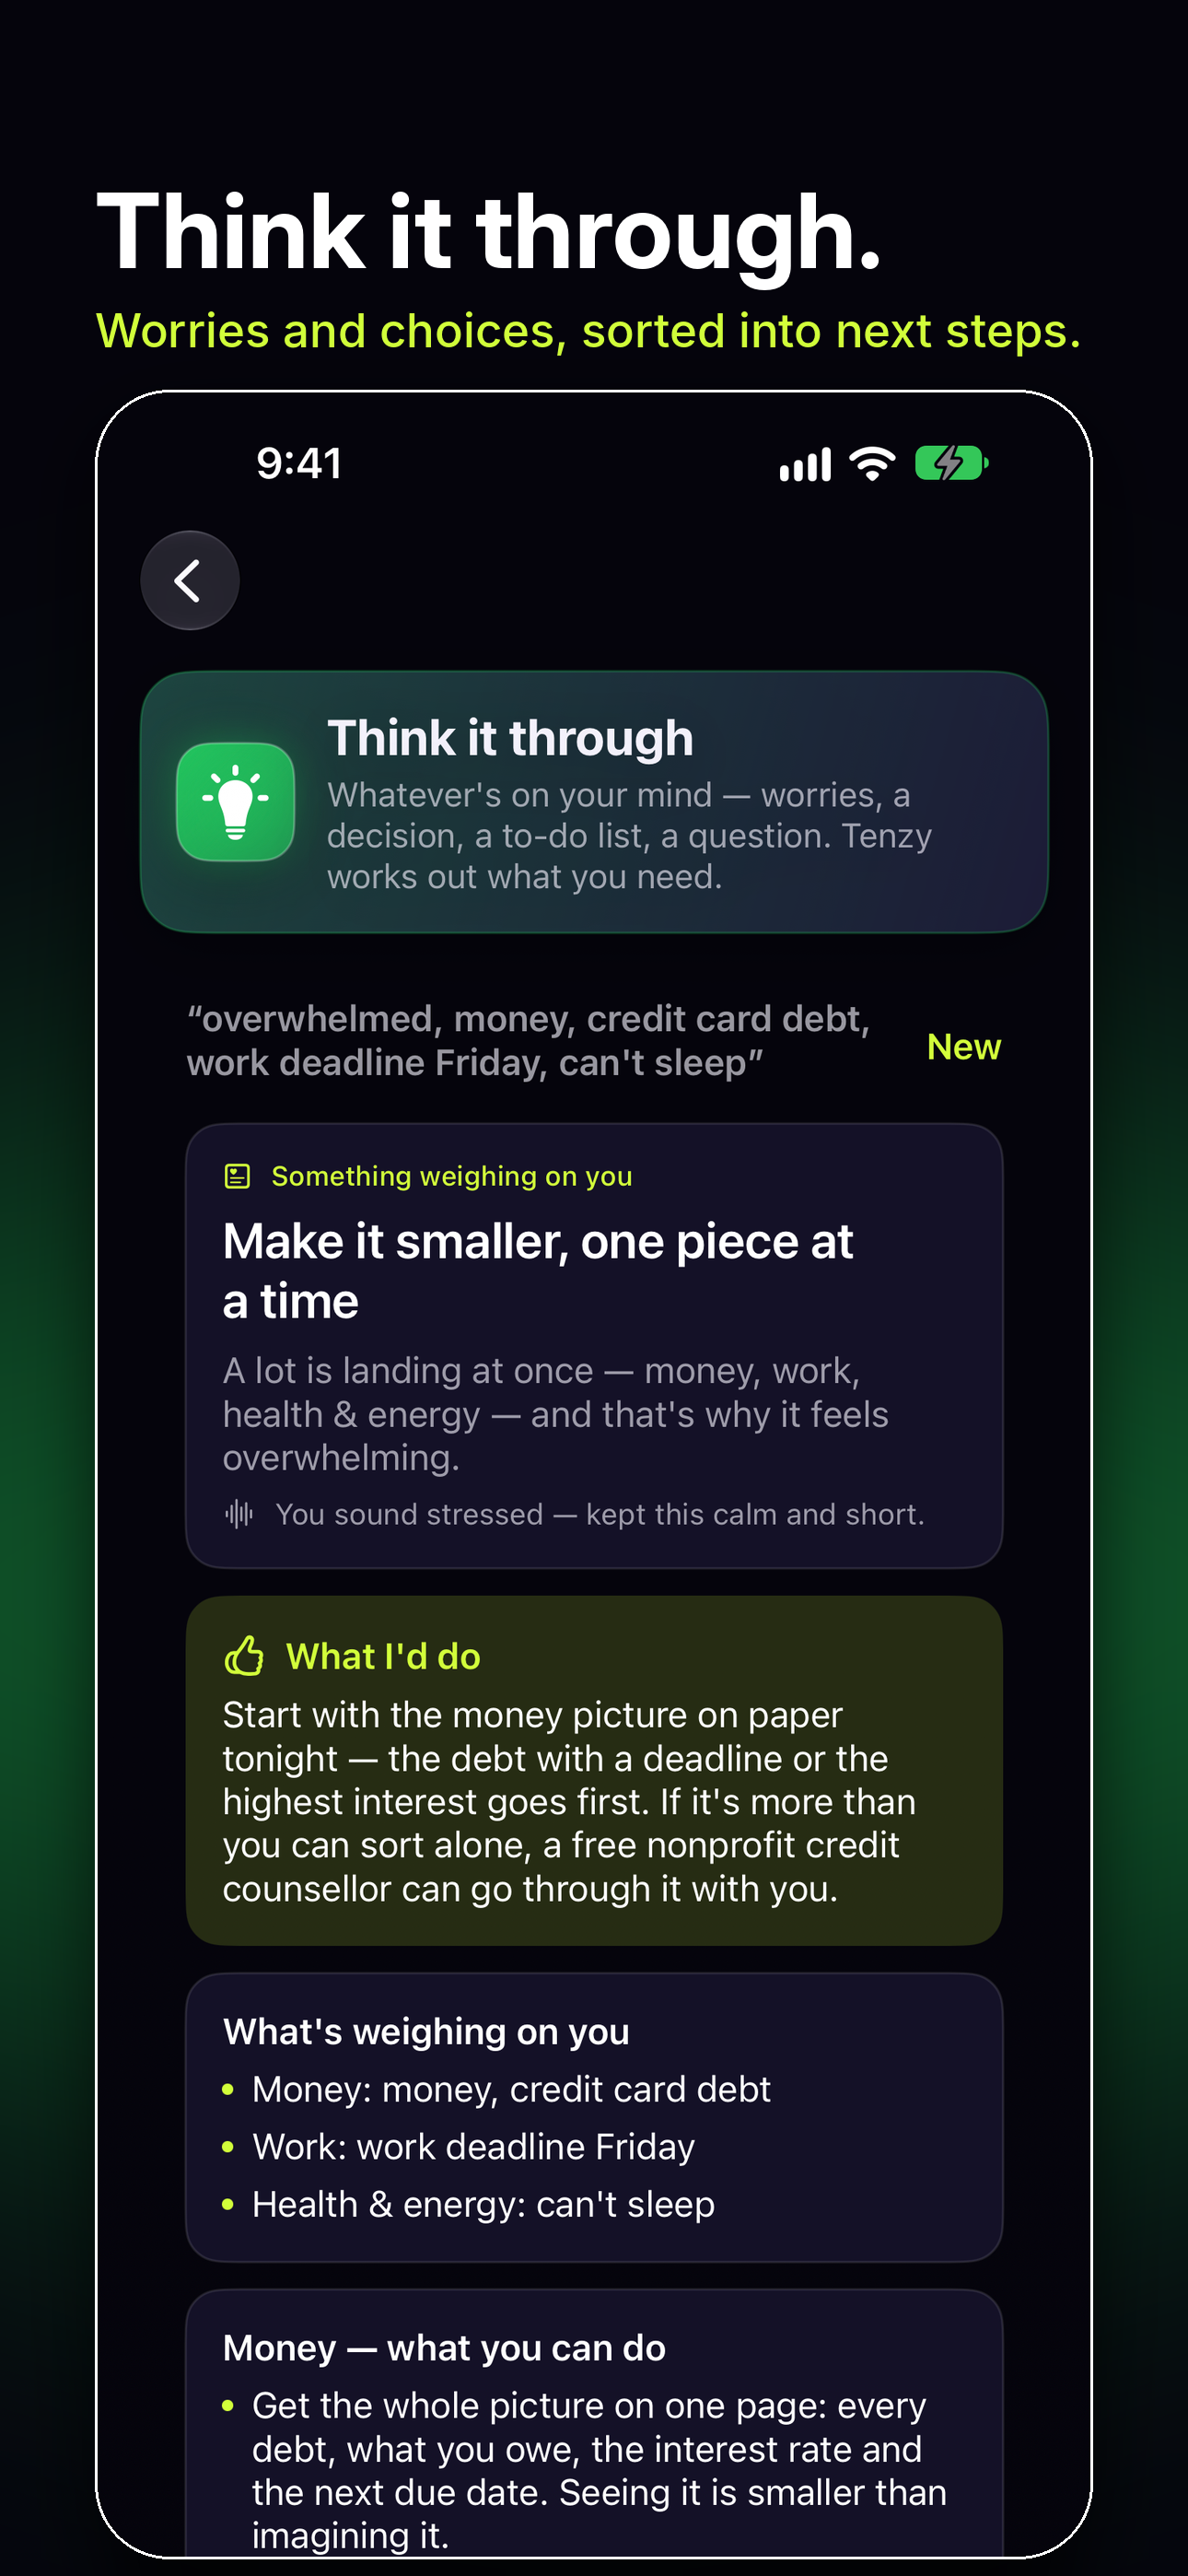 Think it through.
Worries and choices, sorted into next steps.
9:41
Think it through
Whatever's on your mind — worries, a
decision, a to-do list, a question. Tenzy
works out what you need.
“overwhelmed, money, credit card debt,
work deadline Friday, can't sleep”
New
Something weighing on you
Make it smaller, one piece at
a time
A lot is landing at once — money, work,
health & energy — and that's why it feels
overwhelming.
You sound stressed — kept this calm and short.
What I'd do
Start with the money picture on paper
tonight — the debt with a deadline or the
highest interest goes first. If it's more than
you can sort alone, a free nonprofit credit
counsellor can go through it with you.
What's weighing on you
• Money: money, credit card debt
• Work: work deadline Friday
• Health & energy: can't sleep
Money — what you can do
• Get the whole picture on one page: every
debt, what you owe, the interest rate and
the next due date. Seeing it is smaller than
imagining it.